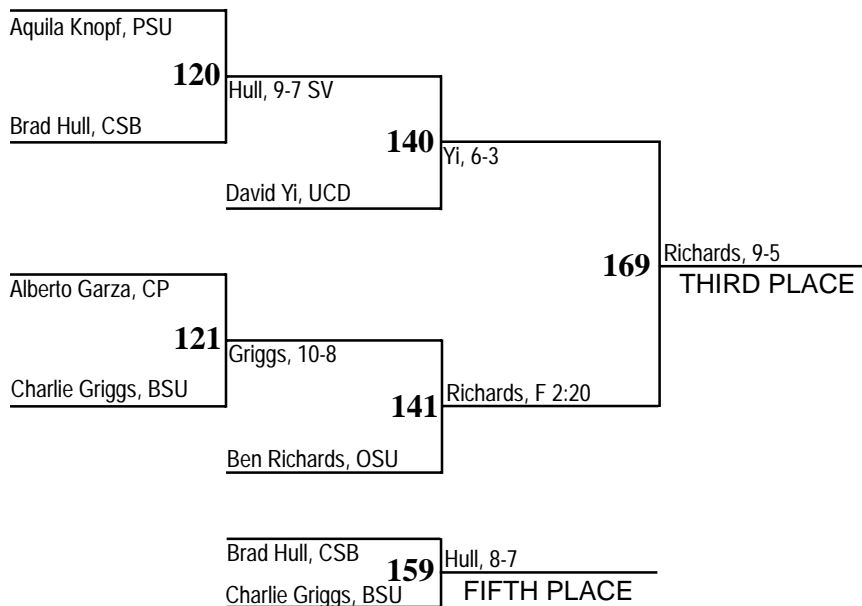 Aquila Knopf, PSU
120
Hull, 9-7 SV
Brad Hull, CSB
140
Yi, 6-3
David Yi, UCD
169
Richards, 9-5
THIRD PLACE
Alberto Garza, CP
121
Griggs, 10-8
Charlie Griggs, BSU
141
Richards, F 2:20
Ben Richards, OSU
Brad Hull, CSB
159
Hull, 8-7
Charlie Griggs, BSU
FIFTH PLACE